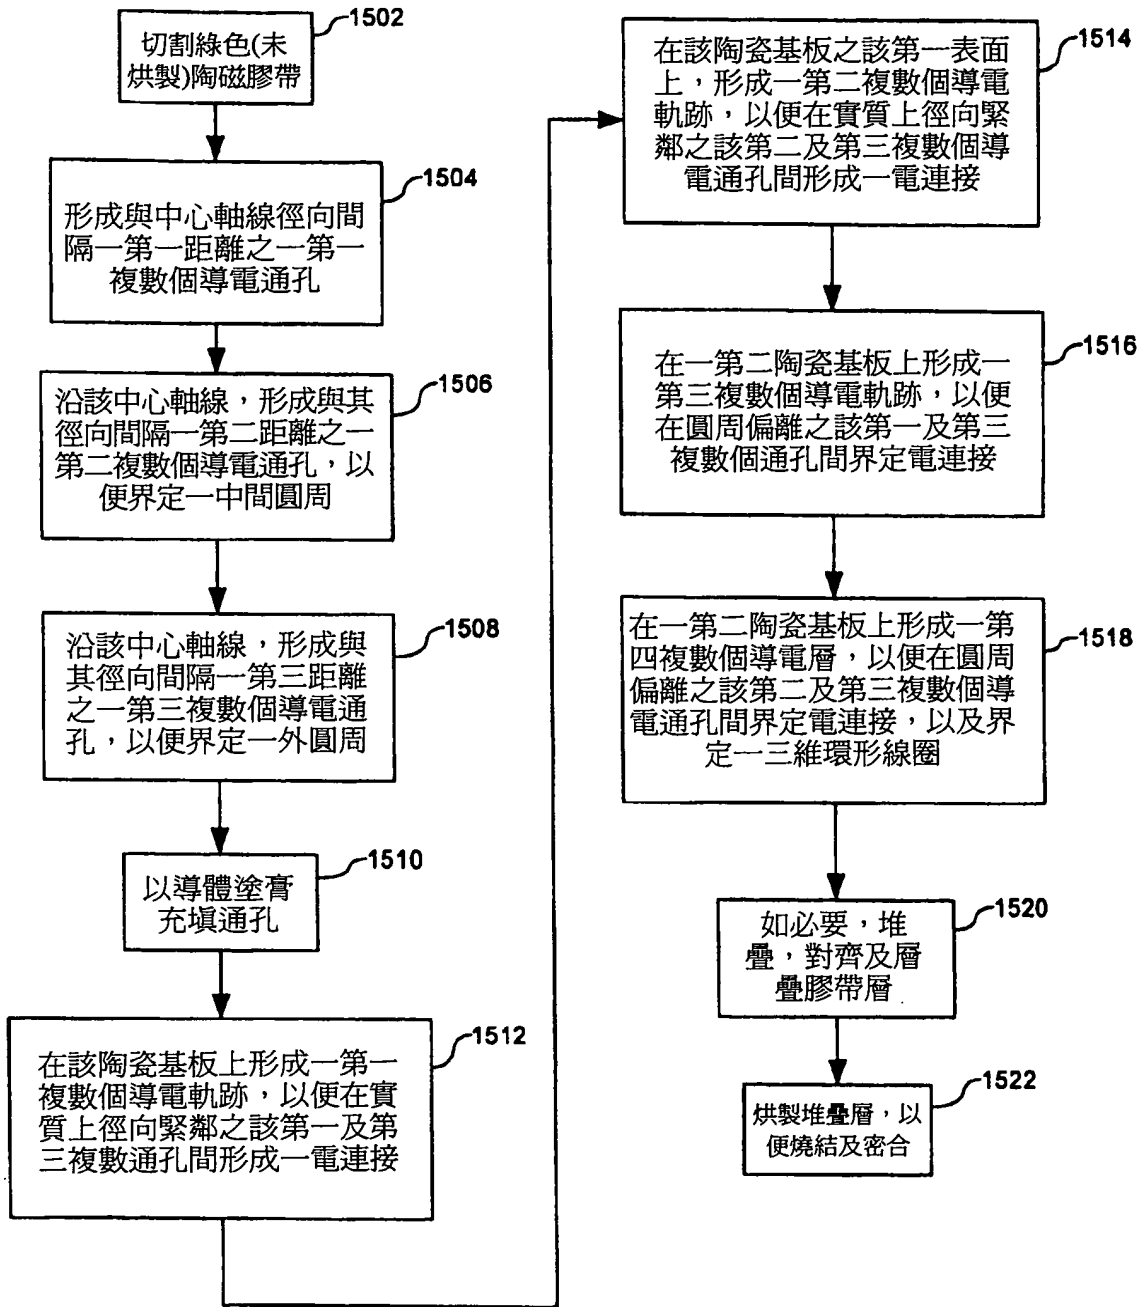 1502
切割綠色(未
烘製)陶磁膠帶
1504
形成與中心軸線徑向間
隔一第一距離之一第一
複數個導電通孔
1506
沿該中心軸線，形成與其
徑向間隔一第二距離之一
第二複數個導電通孔，以
便界定一中間圓周
1508
沿該中心軸線，形成與
其徑向間隔一第三距離
之一第三複數個導電通
孔，以便界定一外圓周
1510
以導體塗膏
充填通孔
1512
在該陶瓷基板上形成一第一
複數個導電軌跡，以便在實
質上徑向緊鄰之該第一及第
三複數通孔間形成一電連接
1514
在該陶瓷基板之該第一表面
上，形成一第二複數個導電
軌跡，以便在實質上徑向緊
鄰之該第二及第三複數個導
電通孔間形成一電連接
1516
在一第二陶瓷基板上形成一
第三複數個導電軌跡，以便
在圓周偏離之該第一及第三
複數個通孔間界定電連接
1518
在一第二陶瓷基板上形成一第
四複數個導電層，以便在圓周
偏離之該第二及第三複數個導
電通孔間界定電連接，以及界
定一三維環形線圈
1520
如必要，堆
疊，對齊及層
疊膠帶層
1522
烘製堆疊層，以
便燒結及密合